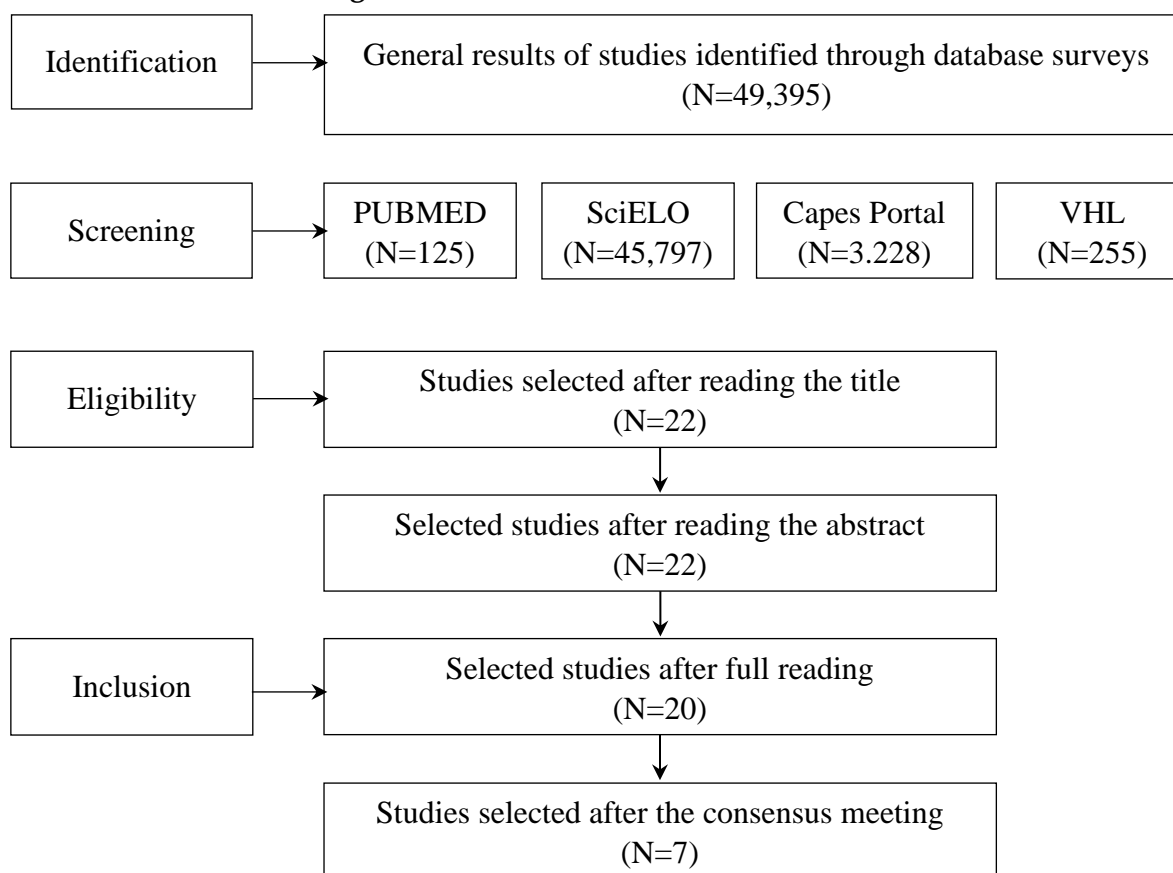 Identification
General results of studies identified through database surveys
(N=49,395)
Screening
PUBMED
(N=125)
SciELO
(N=45,797)
Capes Portal
(N=3.228)
VHL
(N=255)
Eligibility
Studies selected after reading the title
(N=22)
Selected studies after reading the abstract
(N=22)
Inclusion
Selected studies after full reading
(N=20)
Studies selected after the consensus meeting
(N=7)